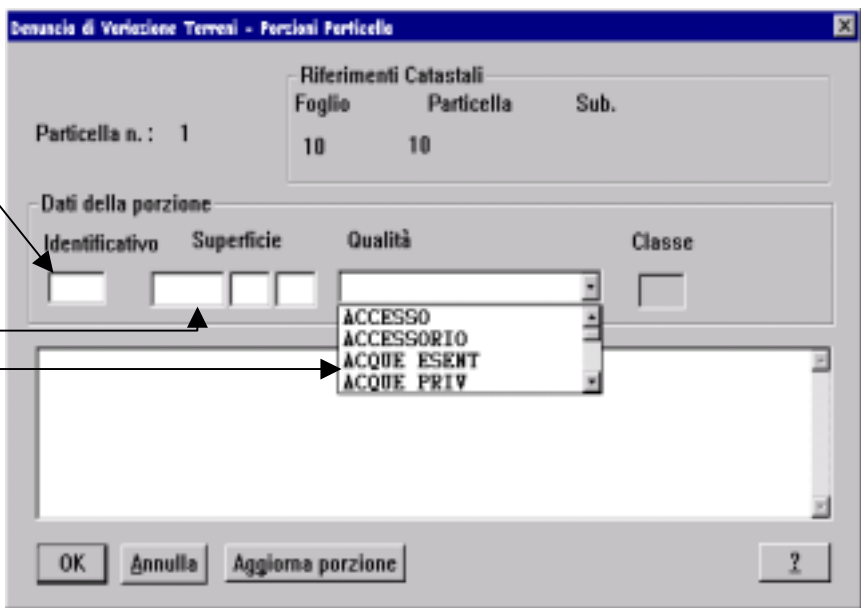 Denuncia di Variazione Terreni - Porzioni Particella
Riferimenti Catastali
Foglio Particella Sub.
Particella n. : 1
10 10
Dati della porzione
Identificativo Superficie Qualità Classe
ACCESSO
ACCESSORIO
ACQUE ESENT
ACQUE PRIV
OK Annulla Aggiorna porzione ?